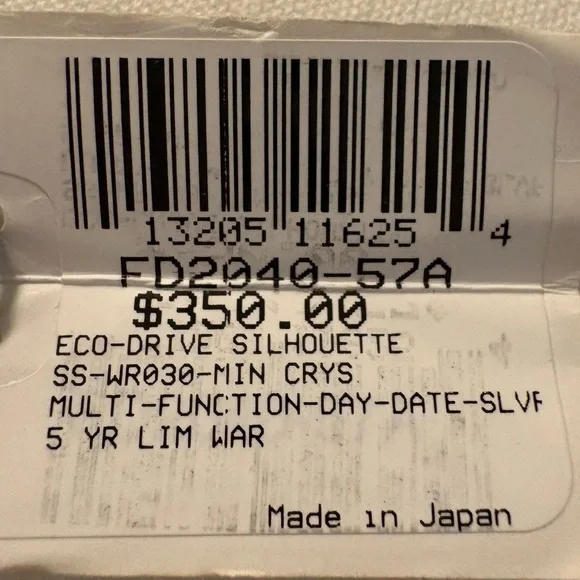 13205 11625 4
FD2040-57A
$350.00
ECO-DRIVE SILHOUETTE
SS-WR030-MIN CRYS
MULTI-FUNCTION-DAY-DATE-SLVR
5 YR LIM WAR
Made in Japan